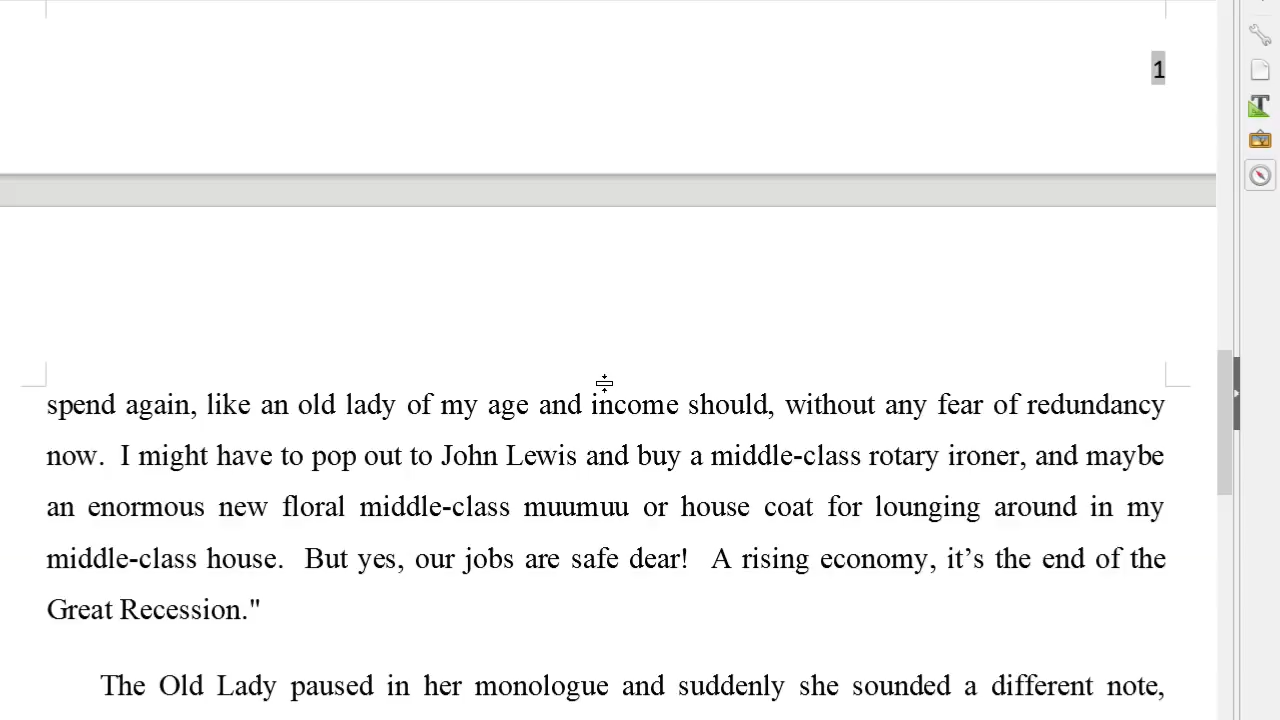 1
spend again, like an old lady of my age and income should, without any fear of redundancy
now.  I might have to pop out to John Lewis and buy a middle-class rotary ironer, and maybe
an enormous new floral middle-class muumuu or house coat for lounging around in my
middle-class house.  But yes, our jobs are safe dear!  A rising economy, it’s the end of the
Great Recession."
The Old Lady paused in her monologue and suddenly she sounded a different note,